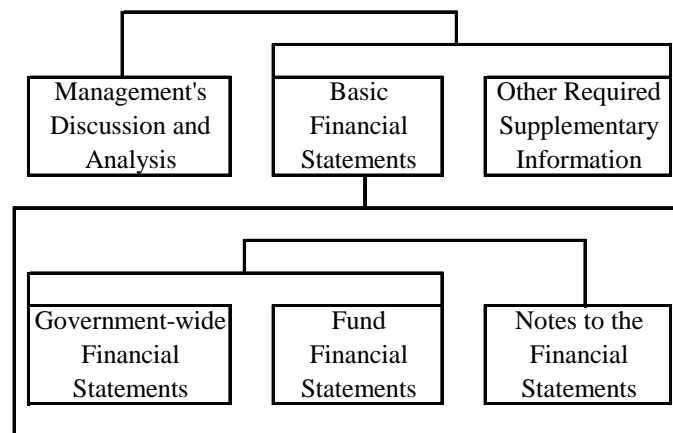 Management's
Discussion and
Analysis
Basic
Financial
Statements
Other Required
Supplementary
Information
Government-wide
Financial
Statements
Fund
Financial
Statements
Notes to the
Financial
Statements